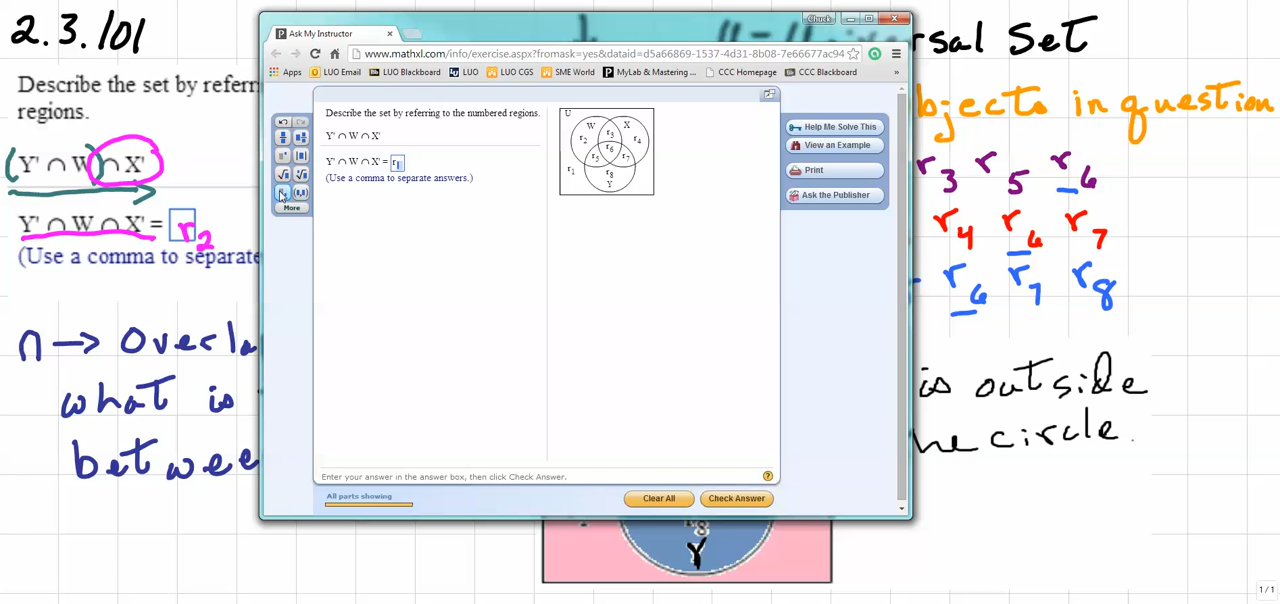 2.3.101
Describe the set by referr
regions.
(Y' ∩ W) ∩ X'
Y' ∩ W ∩ X' = r2
(Use a comma to separate
∩ → Overla
what is
betwee
Chuck
Ask My Instructor
www.mathxl.com/info/exercise.aspx?fromask=yes&dataid=d5a66869-1537-4d31-8b08-7e66677ac94
Apps LUO Email LUO Blackboard LUO LUO CGS SME World MyLab & Mastering ... CCC Homepage CCC Blackboard »
More
Describe the set by referring to the numbered regions.
Y' ∩ W ∩ X'
Y' ∩ W ∩ X' = r
(Use a comma to separate answers.)
U
W X
r2 r3 r4
r6
r5 r7
r1 r8
Y
Help Me Solve This
View an Example
Print
Ask the Publisher
Enter your answer in the answer box, then click Check Answer.
All parts showing
Clear All Check Answer
rsal Set
bjects in question
r3 r5 r6
r4 r6 r7
r6 r7 r8
is outside
he circle.
r8
Y
1/1